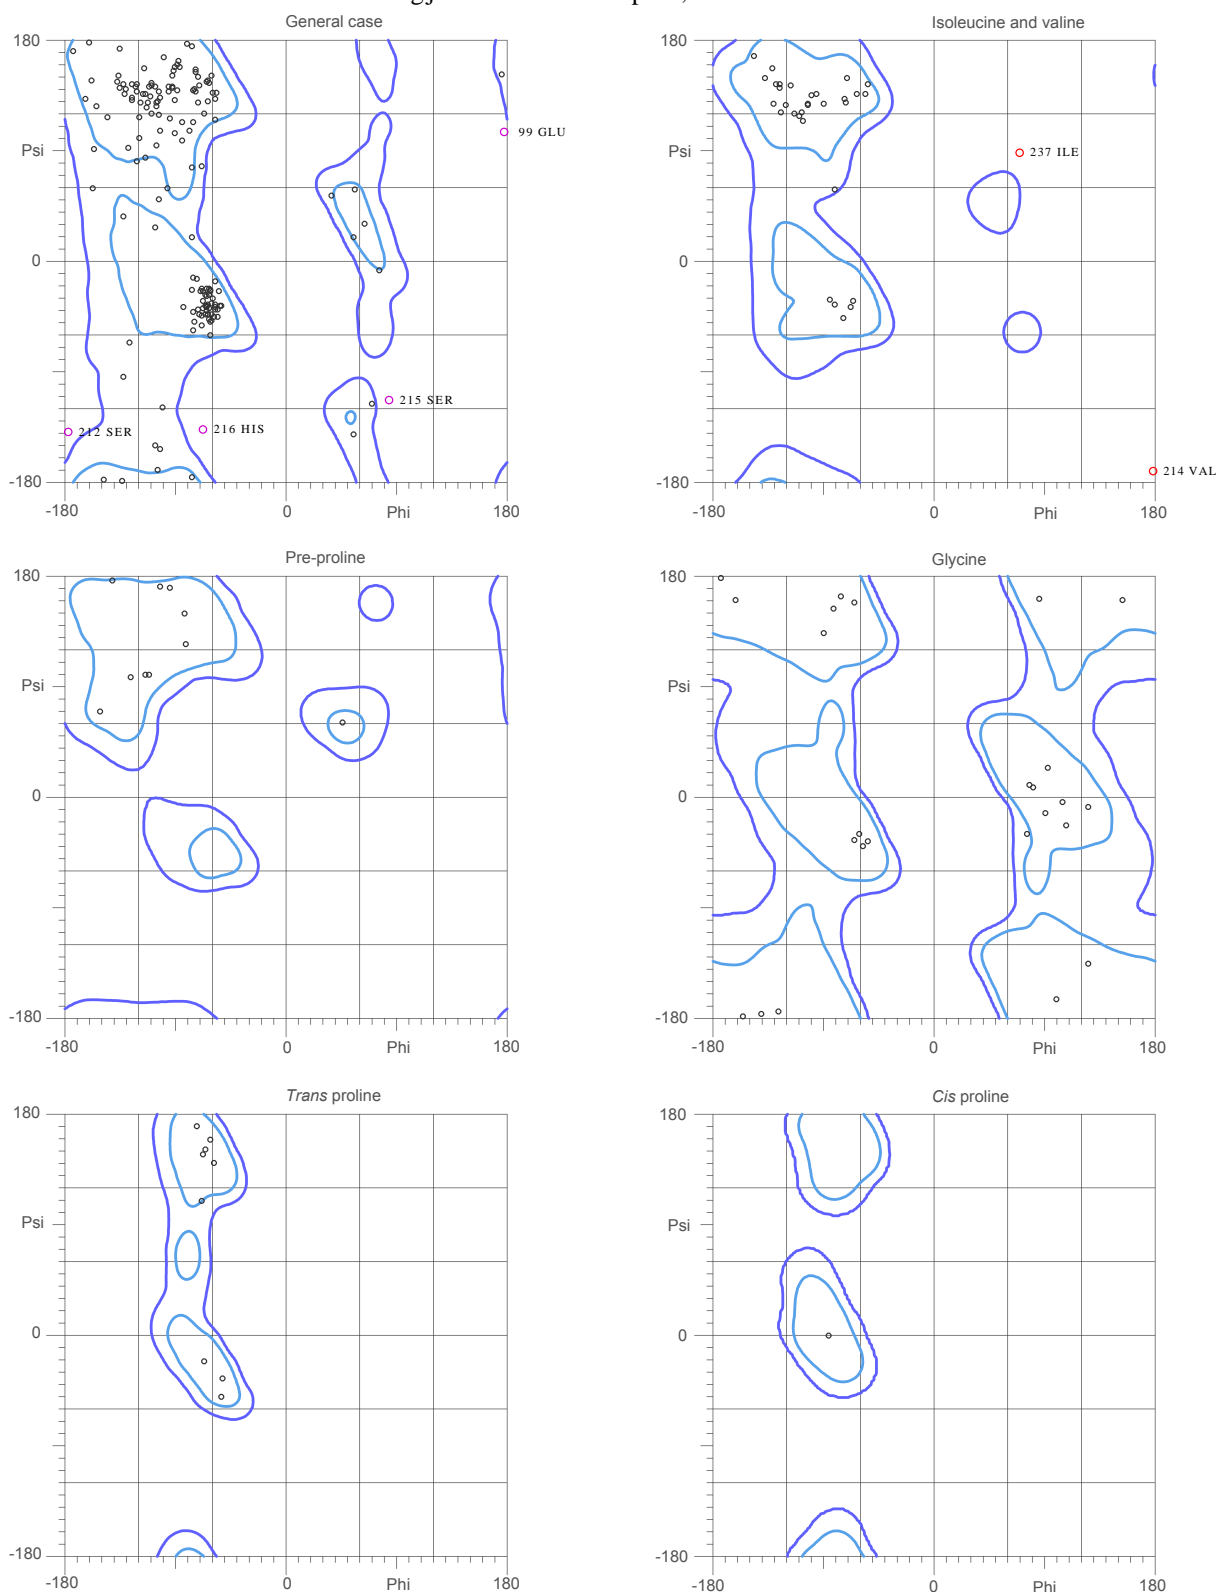 General case
Isoleucine and valine
180
Psi
0
-180
-180
0
Phi
180
99 GLU
215 SER
212 SER
216 HIS
180
Psi
0
-180
-180
0
Phi
180
237 ILE
214 VAL
Pre-proline
Glycine
180
Psi
0
-180
-180
0
Phi
180
180
Psi
0
-180
-180
0
Phi
180
Trans proline
Cis proline
180
Psi
0
-180
-180
0
Phi
180
180
Psi
0
-180
-180
0
Phi
180